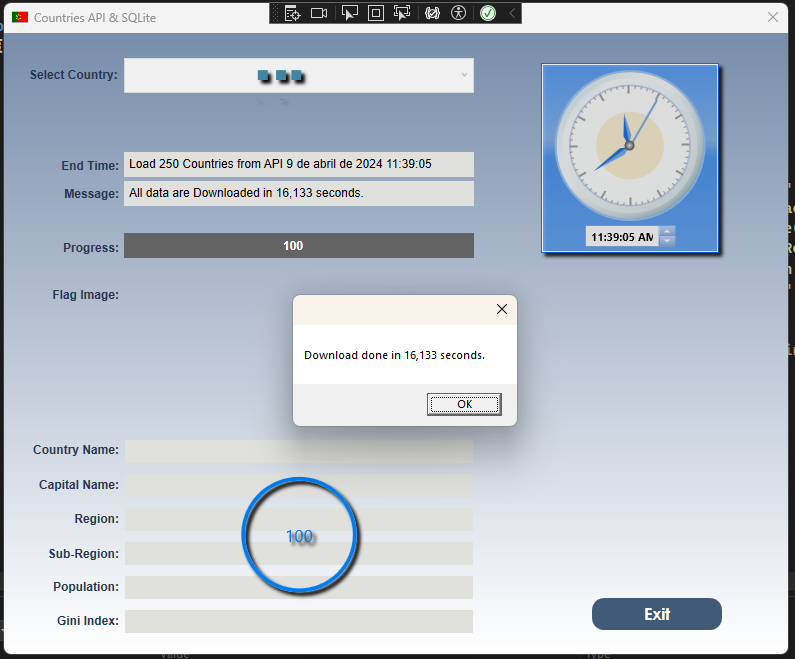 Countries API & SQLite
Select Country:
End Time: Load 250 Countries from API 9 de abril de 2024 11:39:05
Message: All data are Downloaded in 16,133 seconds.
11:39:05 AM
Progress: 100
Flag Image:
Download done in 16,133 seconds.
OK
Country Name:
Capital Name:
Region:
100
Sub-Region:
Population:
Gini Index:
Exit
Value
Type